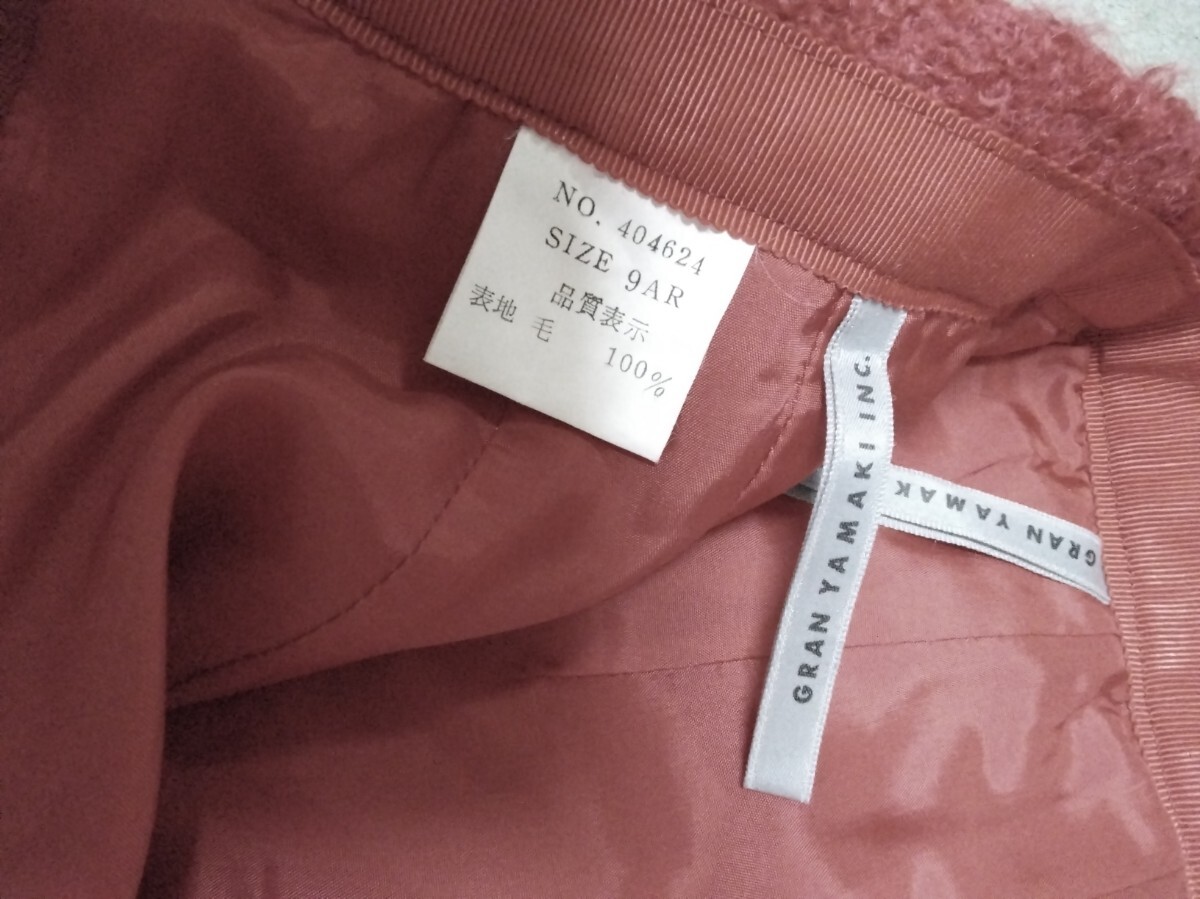 NO. 404624
SIZE 9AR
品質表示
表地 毛 100%
GRAN YAMAKI INC.
GRAN YAMAK